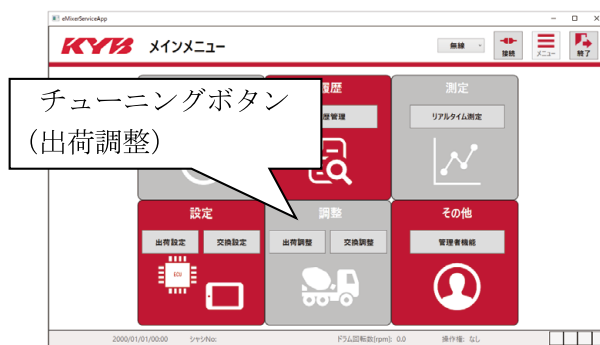 eMixerServiceApp
KYB メインメニュー
無線
接続
メニュー
終了
チューニングボタン
（出荷調整）
履歴
測定
歴管理
リアルタイム測定
設定
調整
その他
出荷設定
交換設定
出荷調整
交換調整
管理者機能
ECU
2000/01/01/00:00 シャシNo: ドラム回転数[rpm]: 0.0 操作権: なし